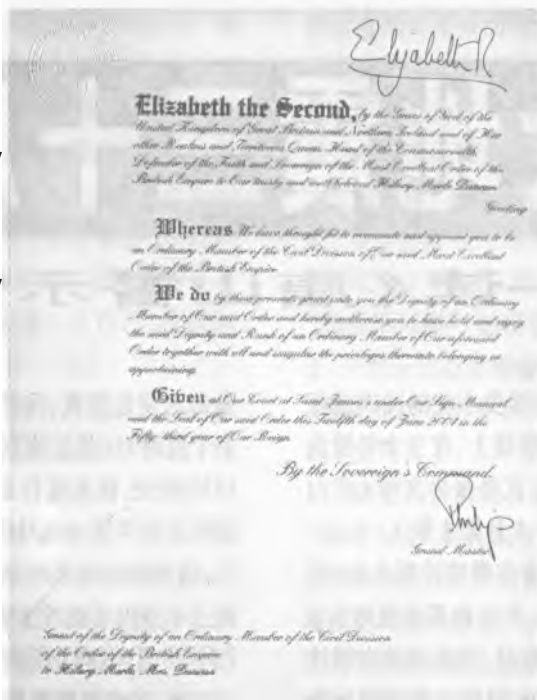 Elizabeth R
Elizabeth the Second, by the Grace of God of the
United Kingdom of Great Britain and Northern Ireland and of Her
other Realms and Territories Queen, Head of the Commonwealth,
Defender of the Faith and Sovereign of the Most Excellent Order of the
British Empire to Our trusty and well beloved Hilary Marla
Greeting
Whereas We have thought fit to nominate and appoint you to be
an Ordinary Member of the Civil Division of Our said Most Excellent
Order of the British Empire
We do by these presents grant unto you the Dignity of an Ordinary
Member of Our said Order and hereby authorise you to have hold and enjoy
the said Dignity and Rank of an Ordinary Member of Our aforesaid
Order together with all and singular the privileges thereunto belonging or
appertaining.
Given at Our Court at Saint James's under Our Sign Manual
and the Seal of Our said Order this Twelfth day of June 2004 in the
Fifty-third year of Our Reign.
By the Sovereign's Command.
Philip
Grand Master
Grant of the Dignity of an Ordinary Member of the Civil Division
of the Order of the British Empire
to Hilary Marla Mrs.